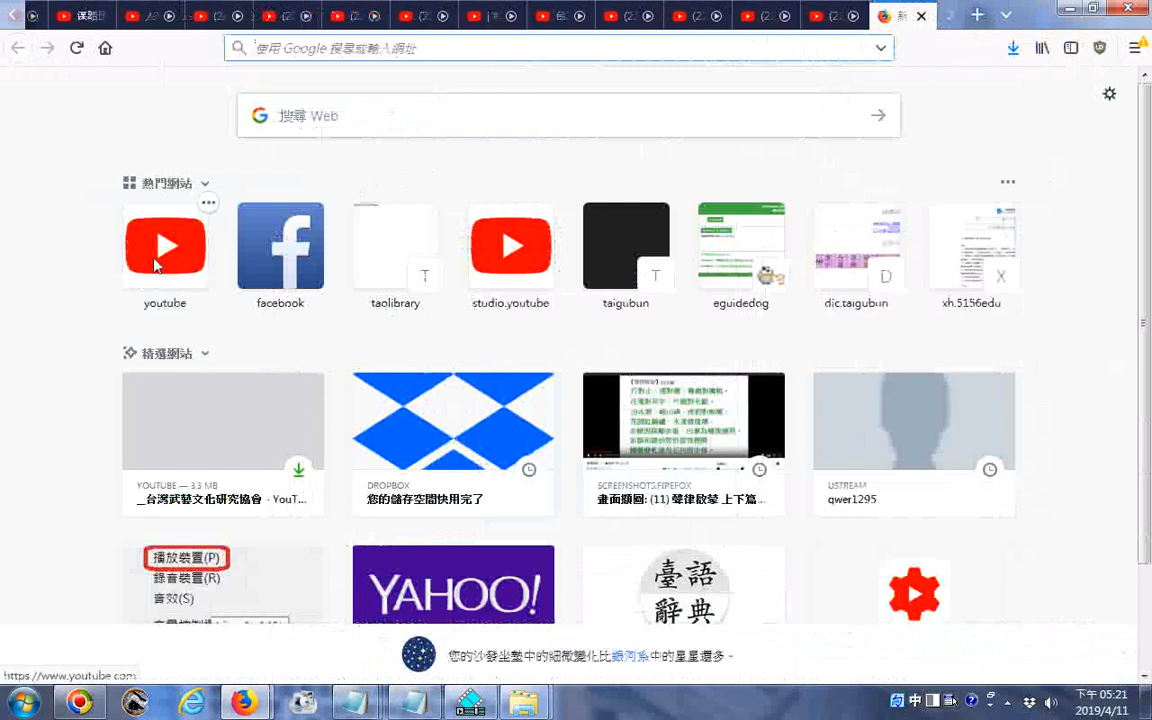 使用 Google 搜尋或輸入網址
搜尋 Web
熱門網站
youtube
facebook
taolibrary
studio.youtube
taigubun
eguidedog
dic.taigubun
xh.5156edu
T
T
D
X
精選網站
YOUTUBE — 3.3 MB
_台灣武藝文化研究協會 - YouT...
DROPBOX
您的儲存空間快用完了
SCREENSHOTS.FIREFOX
畫面擷圖: (11) 聲律啟蒙 上下篇...
USTREAM
qwer1295
播放裝置(P)
錄音裝置(R)
音效(S)
YAHOO!
臺語
辭典
您的沙發坐墊中的細微變化比銀河系中的星星還多。
https://www.youtube.com
中
下午 05:21
2019/4/11